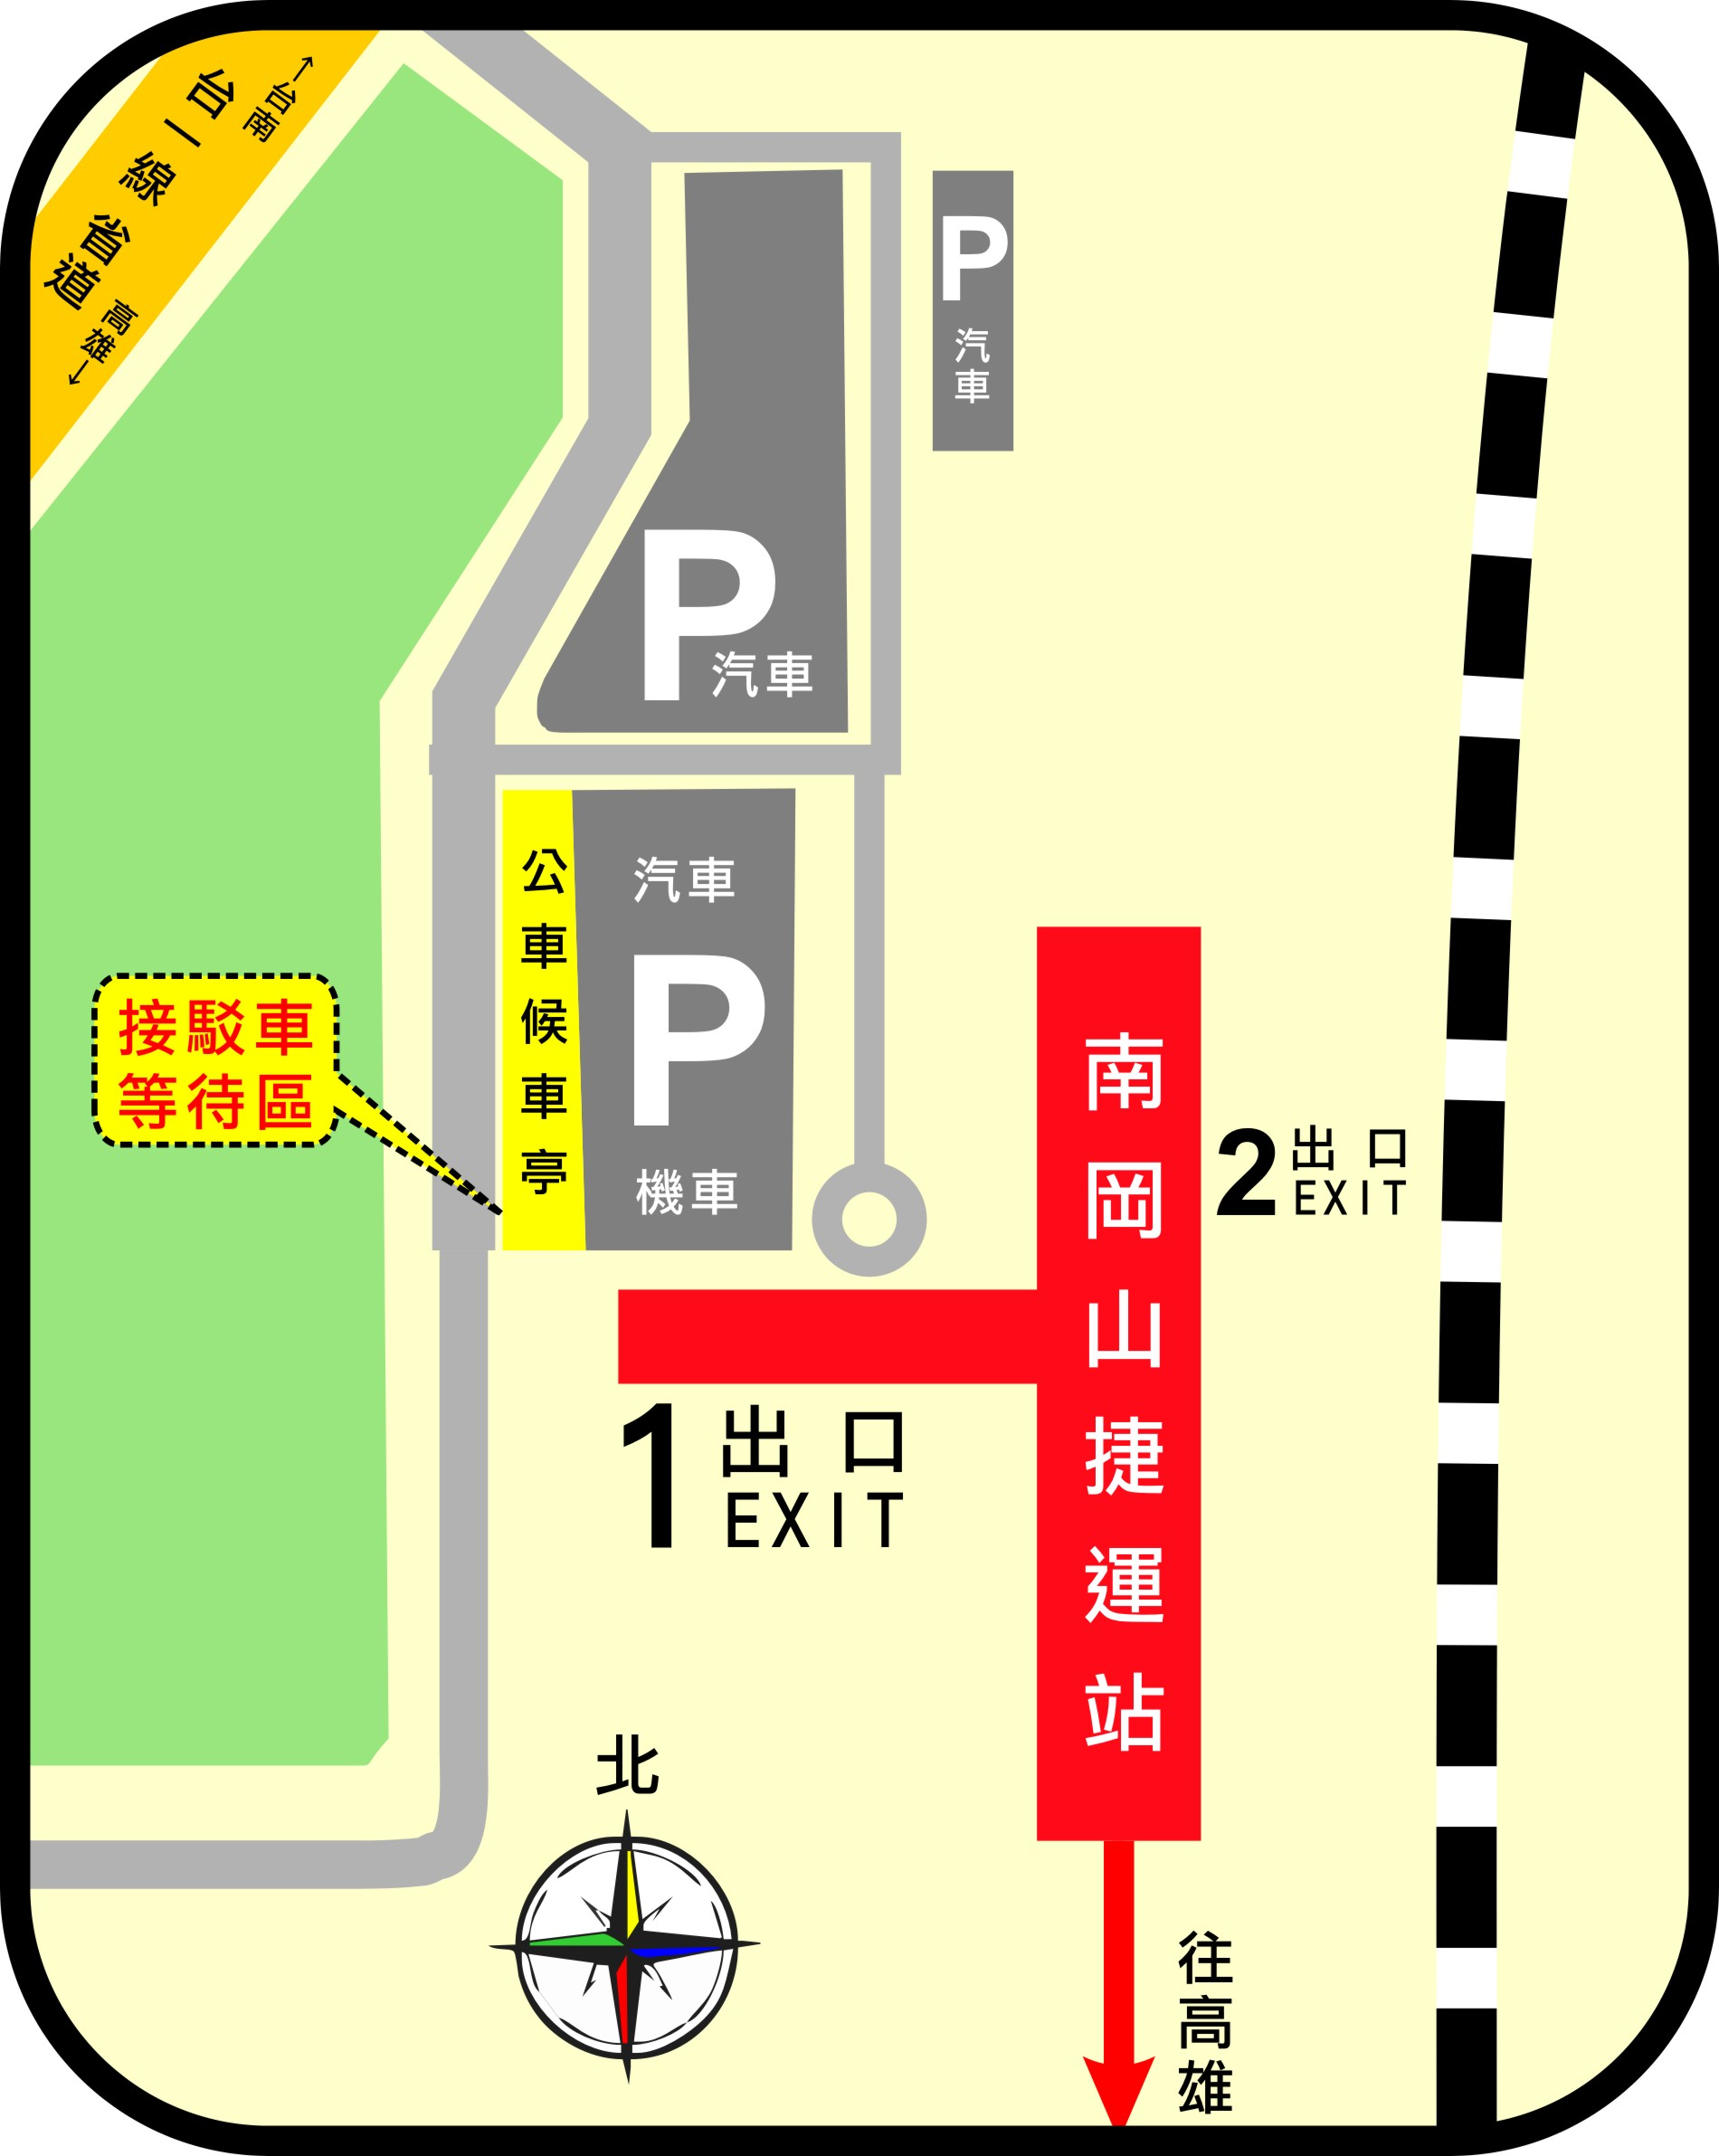 台一線省道
台南
高雄
P
汽車
P
汽車
公車候車亭
汽車
P
機車
接駁車
等待區
南岡山捷運站
2 出口
EXIT
1 出口
EXIT
北
往高雄